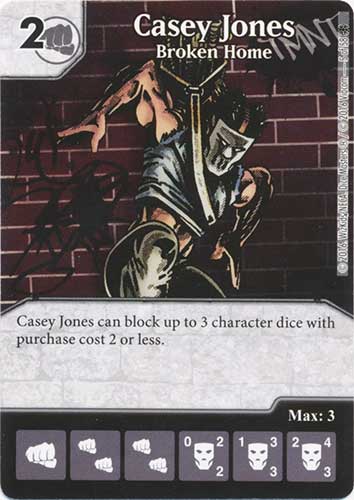 2
Casey Jones
Broken Home
TMNT
Casey Jones can block up to 3 character dice with
purchase cost 2 or less.
Max: 3
0 2 2
1 3 3
2 4 3